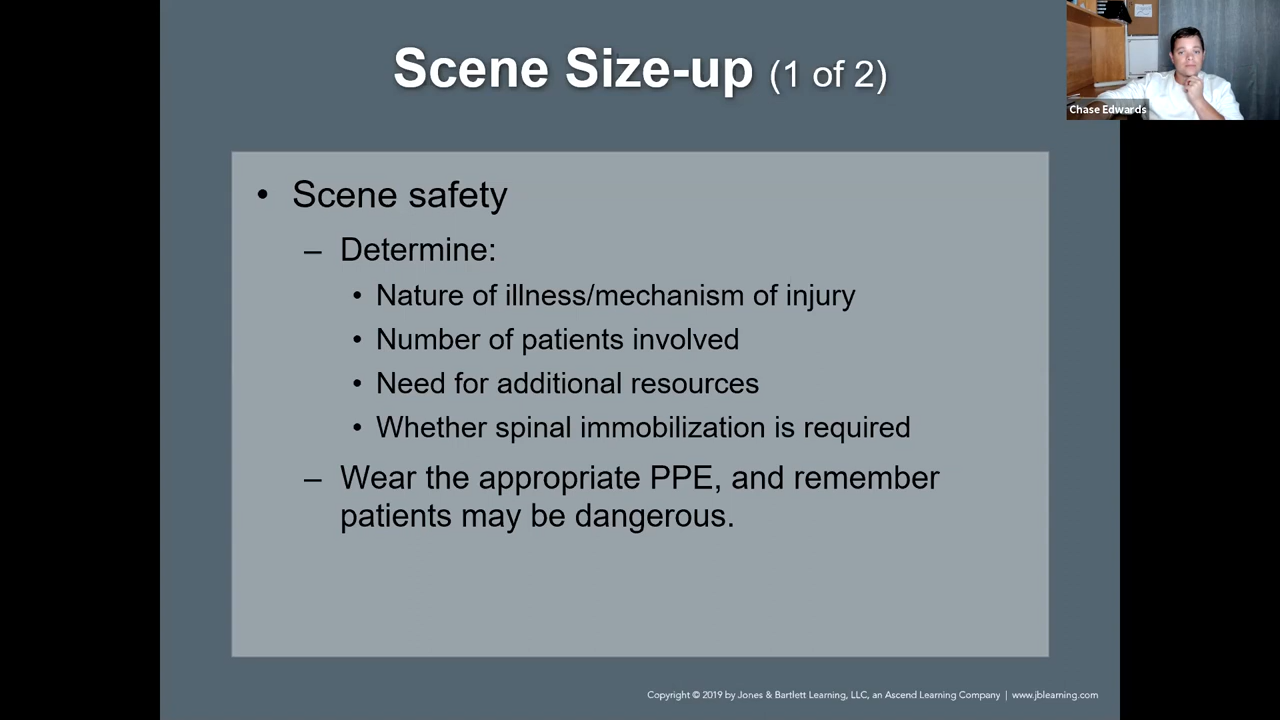 Scene Size-up (1 of 2)
Chase Edwards
• Scene safety
– Determine:
• Nature of illness/mechanism of injury
• Number of patients involved
• Need for additional resources
• Whether spinal immobilization is required
– Wear the appropriate PPE, and remember
patients may be dangerous.
Copyright © 2019 by Jones & Bartlett Learning, LLC, an Ascend Learning Company | www.jblearning.com